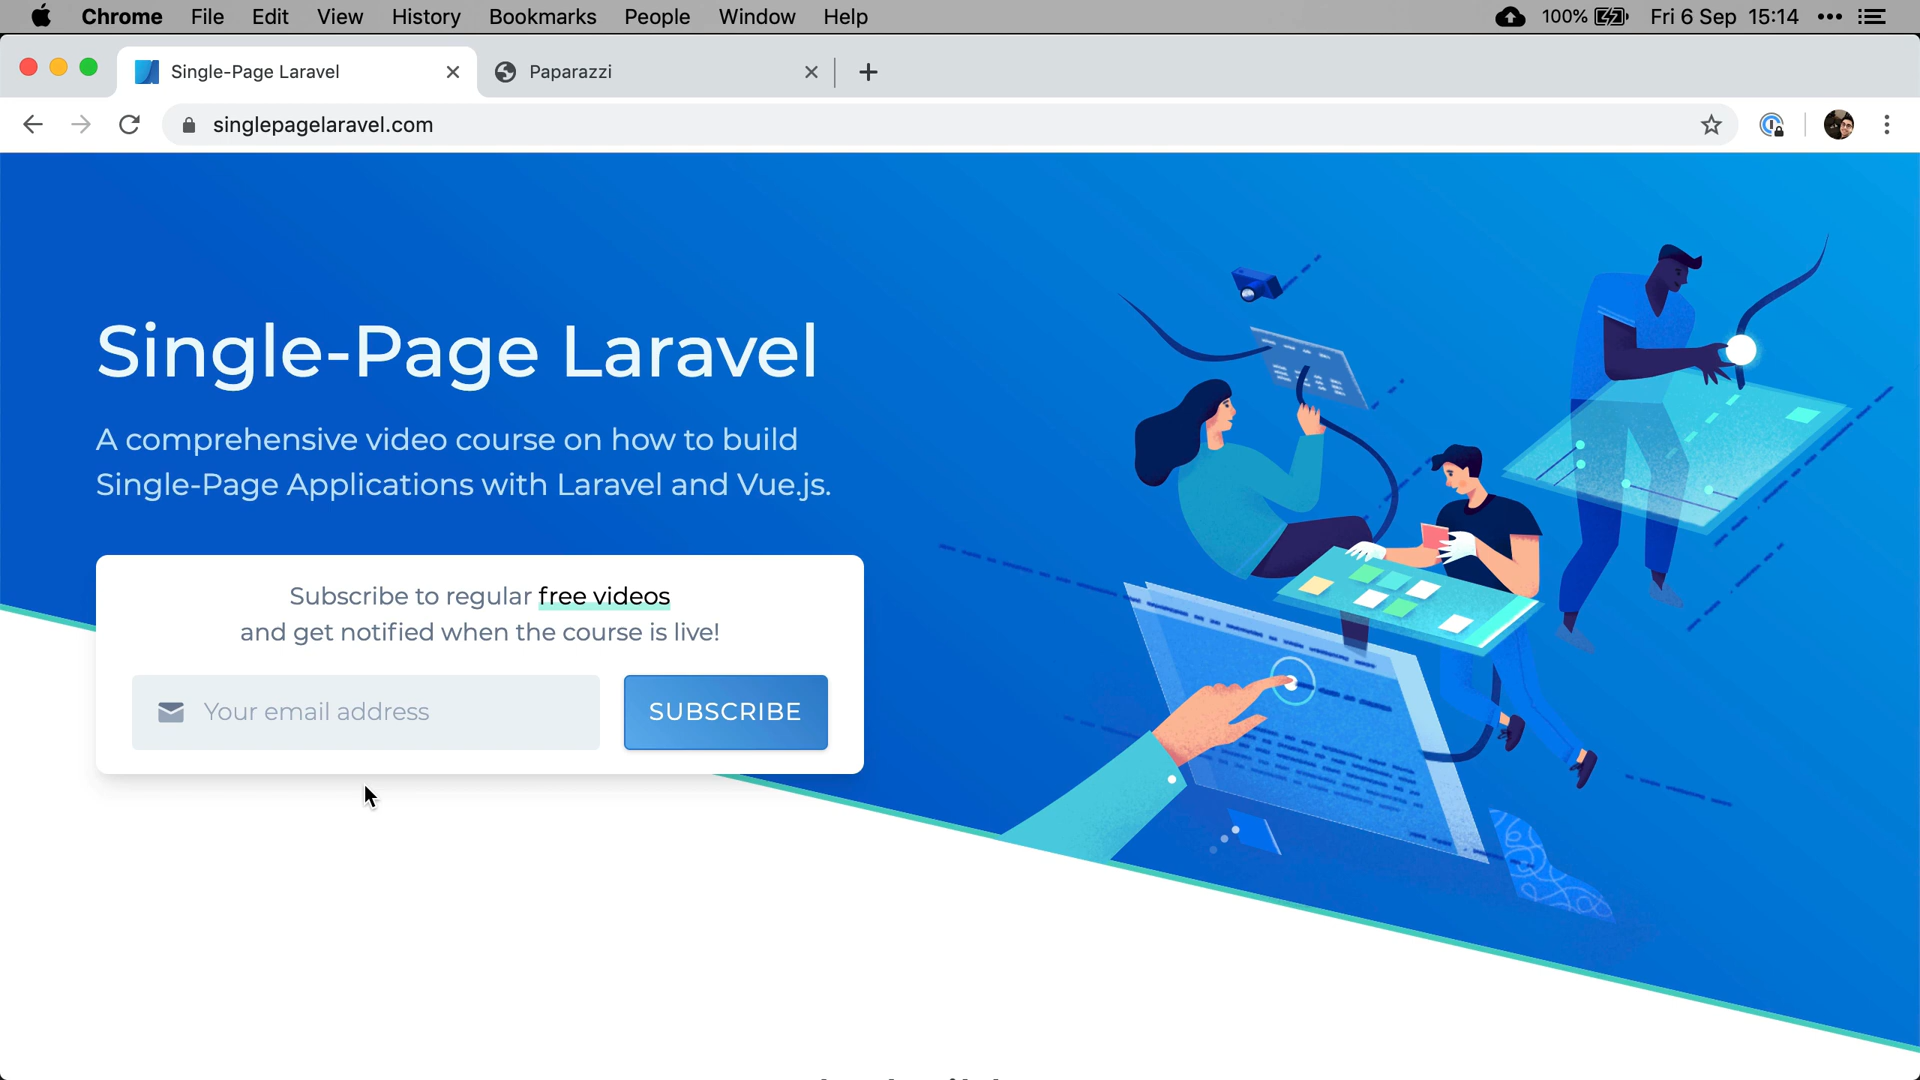 Chrome File Edit View History Bookmarks People Window Help 100% Fri 6 Sep 15:14
Single-Page Laravel Paparazzi
singlepagelaravel.com
Single-Page Laravel
A comprehensive video course on how to build
Single-Page Applications with Laravel and Vue.js.
Subscribe to regular free videos
and get notified when the course is live!
Your email address SUBSCRIBE